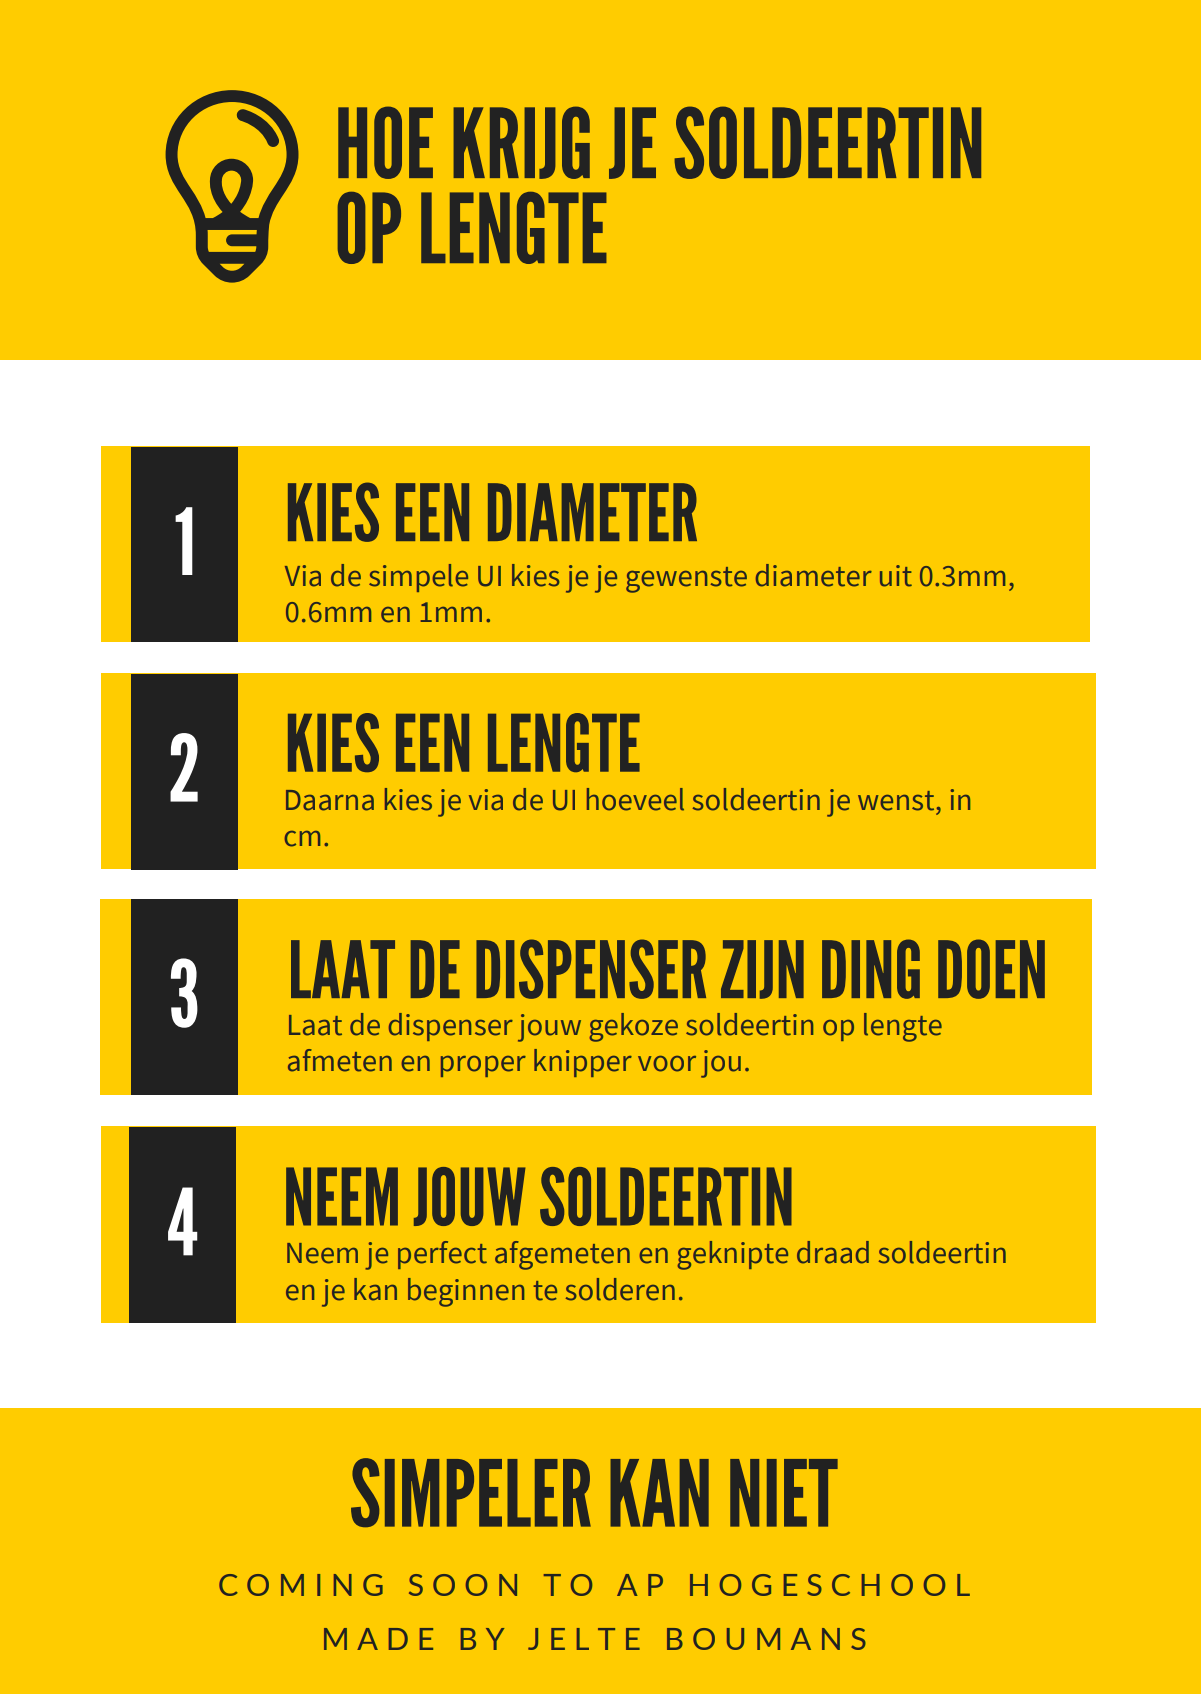 HOE KRIJG JE SOLDEERTIN
OP LENGTE
1
KIES EEN DIAMETER
Via de simpele UI kies je je gewenste diameter uit 0.3mm,
0.6mm en 1mm.
2
KIES EEN LENGTE
Daarna kies je via de UI hoeveel soldeertin je wenst, in
cm.
3
LAAT DE DISPENSER ZIJN DING DOEN
Laat de dispenser jouw gekoze soldeertin op lengte
afmeten en proper knipper voor jou.
4
NEEM JOUW SOLDEERTIN
Neem je perfect afgemeten en geknipte draad soldeertin
en je kan beginnen te solderen.
SIMPELER KAN NIET
COMING SOON TO AP HOGESCHOOL
MADE BY JELTE BOUMANS